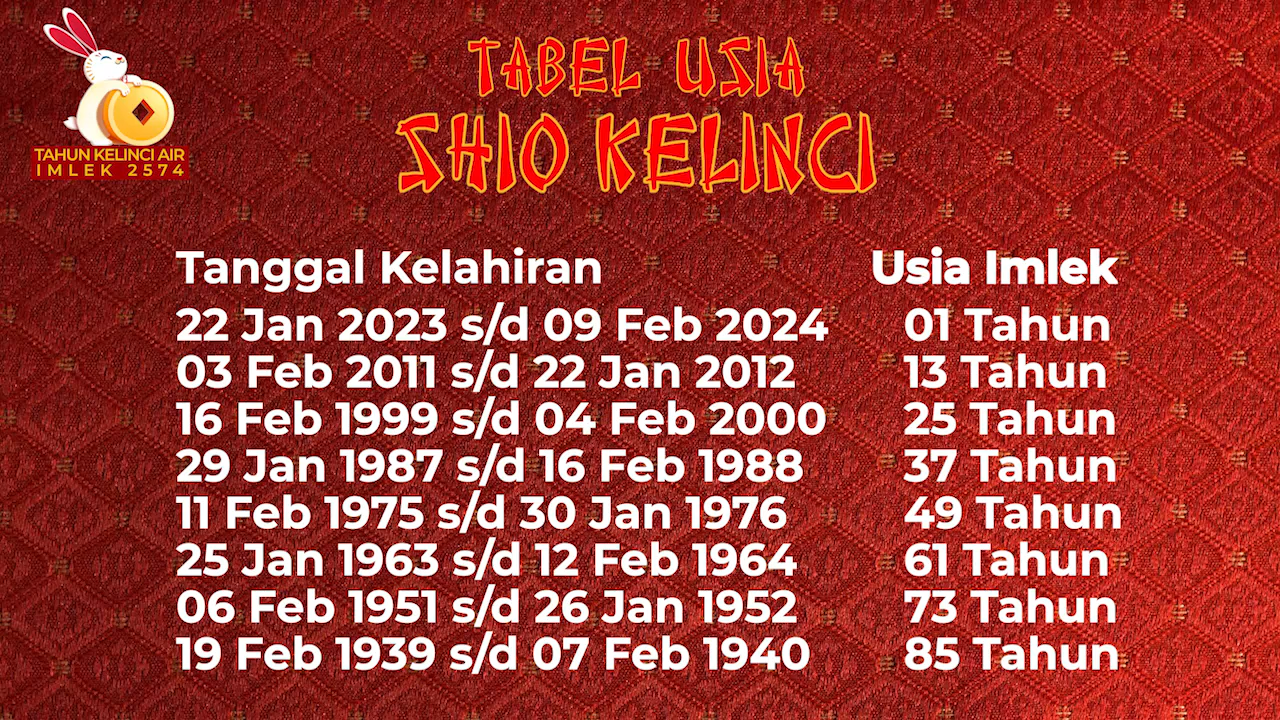 TAHUN KELINCI AIR
IMLEK 2574
TABEL USIA
SHIO KELINCI
Tanggal Kelahiran Usia Imlek
22 Jan 2023 s/d 09 Feb 2024 01 Tahun
03 Feb 2011 s/d 22 Jan 2012 13 Tahun
16 Feb 1999 s/d 04 Feb 2000 25 Tahun
29 Jan 1987 s/d 16 Feb 1988 37 Tahun
11 Feb 1975 s/d 30 Jan 1976 49 Tahun
25 Jan 1963 s/d 12 Feb 1964 61 Tahun
06 Feb 1951 s/d 26 Jan 1952 73 Tahun
19 Feb 1939 s/d 07 Feb 1940 85 Tahun